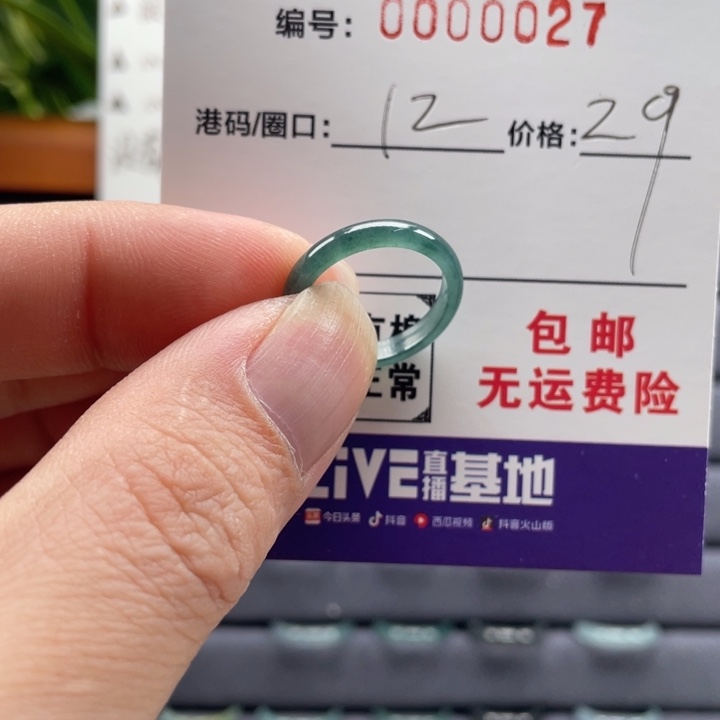 编号: 0000027
港码/圈口: 12 价格: 29
包邮
无运费险
正常
LIVE直播基地
今日头条 抖音 西瓜视频 抖音火山版